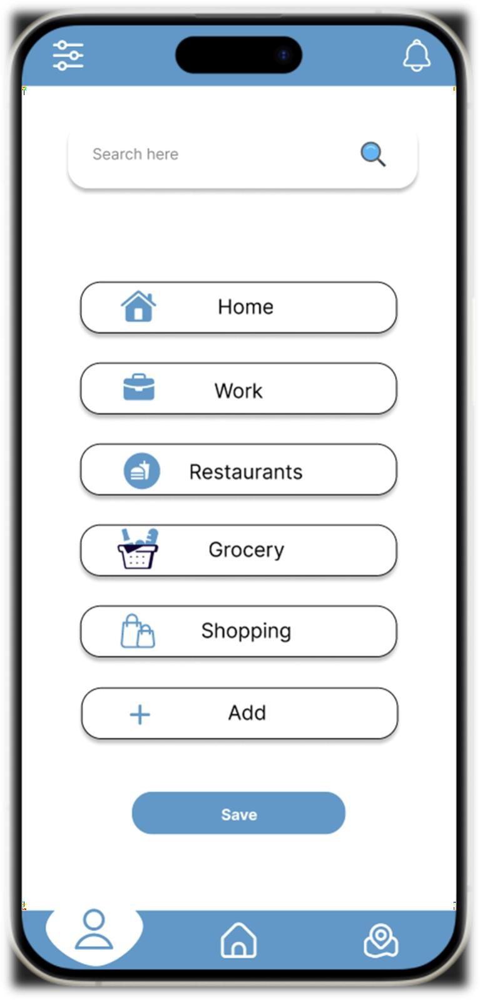 Search here
Home
Work
Restaurants
Grocery
Shopping
Add
Save